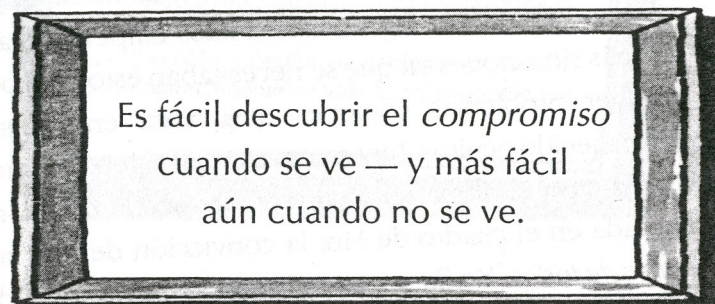 Es fácil descubrir el compromiso
cuando se ve — y más fácil
aún cuando no se ve.